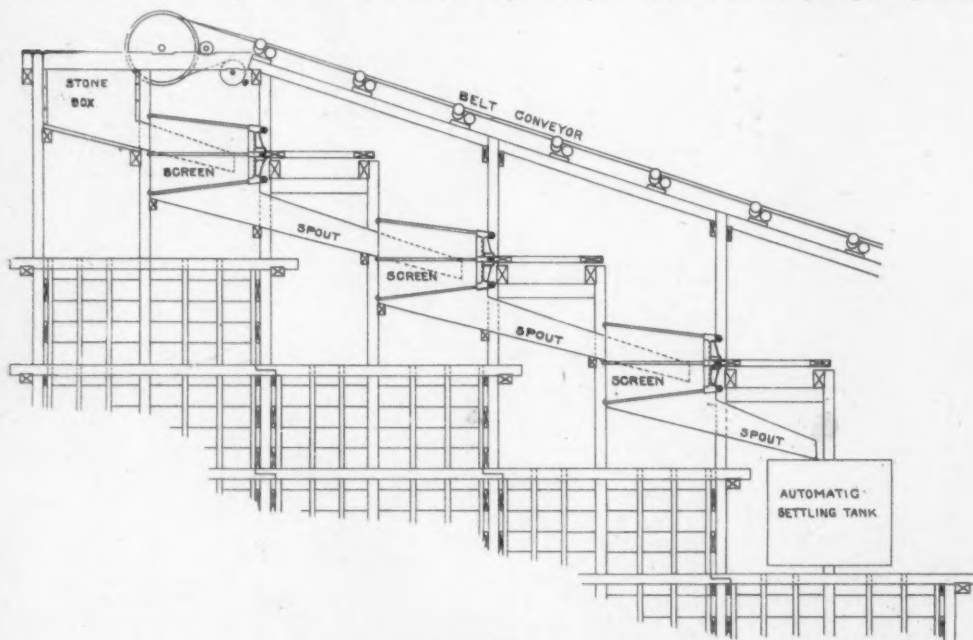 STONE
BOX
BELT CONVEYOR
SCREEN
SPOUT
SCREEN
SPOUT
SCREEN
SPOUT
AUTOMATIC
SETTLING TANK